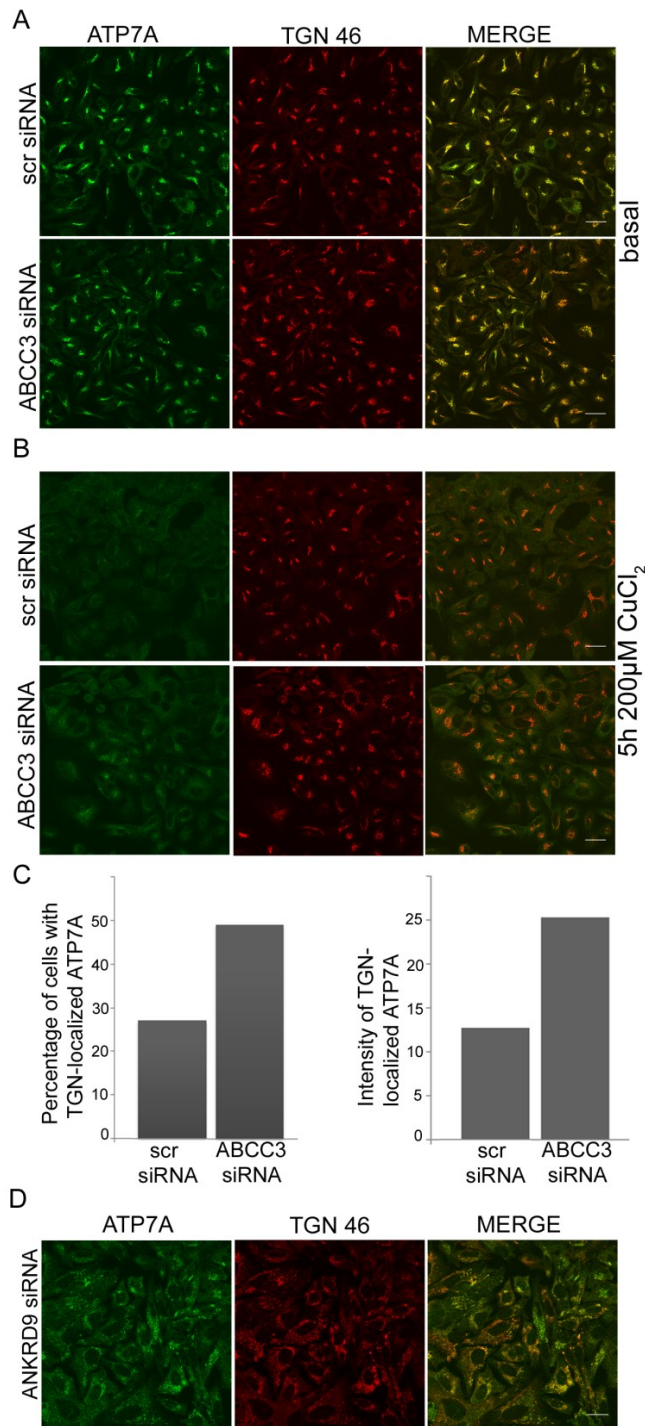 A
ATP7A TGN 46 MERGE
scr siRNA
ABCC3 siRNA
basal
B
scr siRNA
ABCC3 siRNA
5h 200µM CuCl₂
C
Percentage of cells with
TGN-localized ATP7A
50
40
30
20
10
0
scr
siRNA
ABCC3
siRNA
Intensity of TGN-
localized ATP7A
25
20
15
10
5
0
scr
siRNA
ABCC3
siRNA
D
ATP7A TGN 46 MERGE
ANKRD9 siRNA